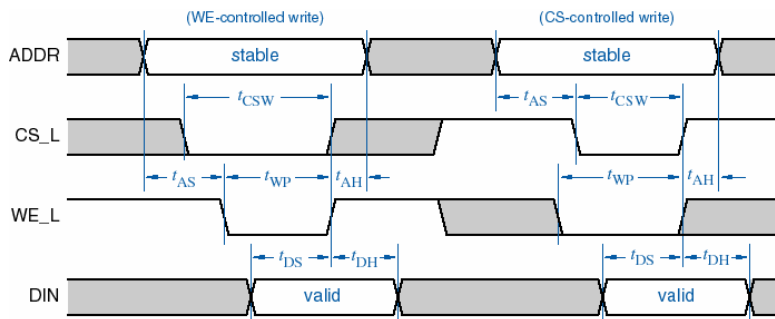 (WE-controlled write) (CS-controlled write)
ADDR stable stable
tCSW tAS tCSW
CS_L
tAS tWP tAH tWP tAH
WE_L
tDS tDH tDS tDH
DIN valid valid